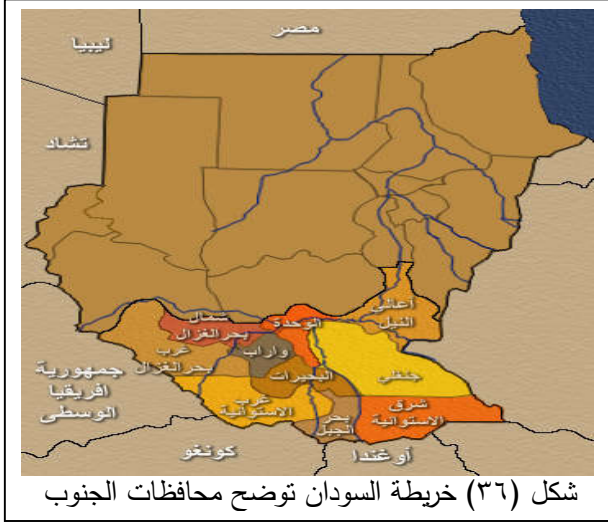 مصر
ليبيا
تشاد
أعالي
النيل
شمال
بحر الغزال
الوحدة
غرب
بحر الغزال
واراب
جنقلي
البحيرات
جمهورية
افريقيا
الوسطى
غرب
الاستوائية
شرق
الاستوائية
بحر
الجبل
كونغو
أوغندا
شكل (٣٦) خريطة السودان توضح محافظات الجنوب